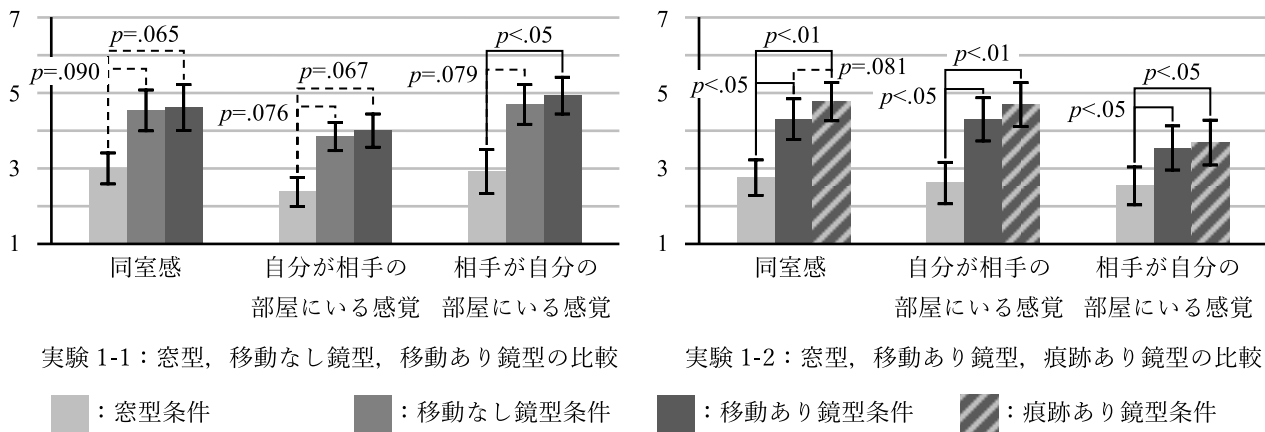 7
5
3
1
p=.090
p=.065
p=.076
p=.067
p=.079
p<.05
同室感
自分が相手の
部屋にいる感覚
相手が自分の
部屋にいる感覚
実験 1-1：窓型，移動なし鏡型，移動あり鏡型の比較
7
5
3
1
p<.05
p<.01
p=.081
p<.05
p<.01
p<.05
p<.05
同室感
自分が相手の
部屋にいる感覚
相手が自分の
部屋にいる感覚
実験 1-2：窓型，移動あり鏡型，痕跡あり鏡型の比較
：窓型条件
：移動なし鏡型条件
：移動あり鏡型条件
：痕跡あり鏡型条件